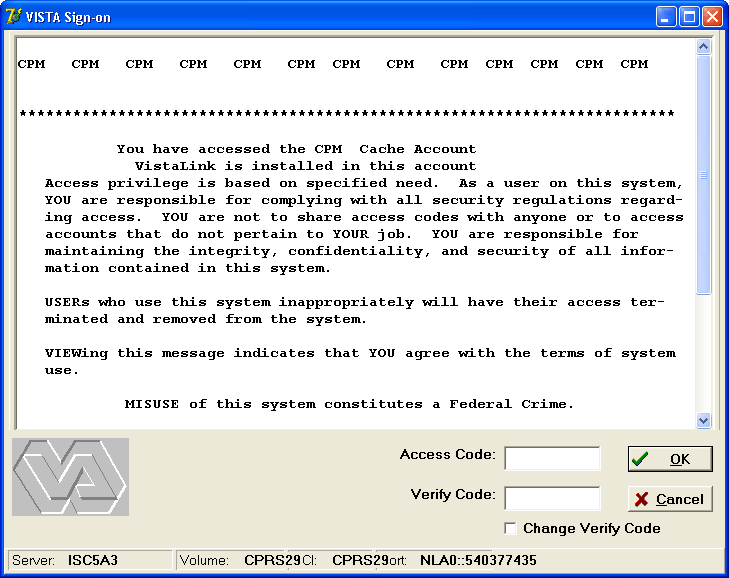 VISTA Sign-on
CPM CPM CPM CPM CPM CPM CPM CPM CPM CPM CPM CPM CPM
*************************************************************************
You have accessed the CPM Cache Account
VistaLink is installed in this account
Access privilege is based on specified need. As a user on this system,
YOU are responsible for complying with all security regulations regard-
ing access. YOU are not to share access codes with anyone or to access
accounts that do not pertain to YOUR job. YOU are responsible for
maintaining the integrity, confidentiality, and security of all infor-
mation contained in this system.
USERs who use this system inappropriately will have their access ter-
minated and removed from the system.
VIEWing this message indicates that YOU agree with the terms of system
use.
MISUSE of this system constitutes a Federal Crime.
Access Code:
OK
Verify Code:
Cancel
Change Verify Code
Server: ISC5A3 Volume: CPRS29 CI: CPRS29 ort: NLA0::540377435